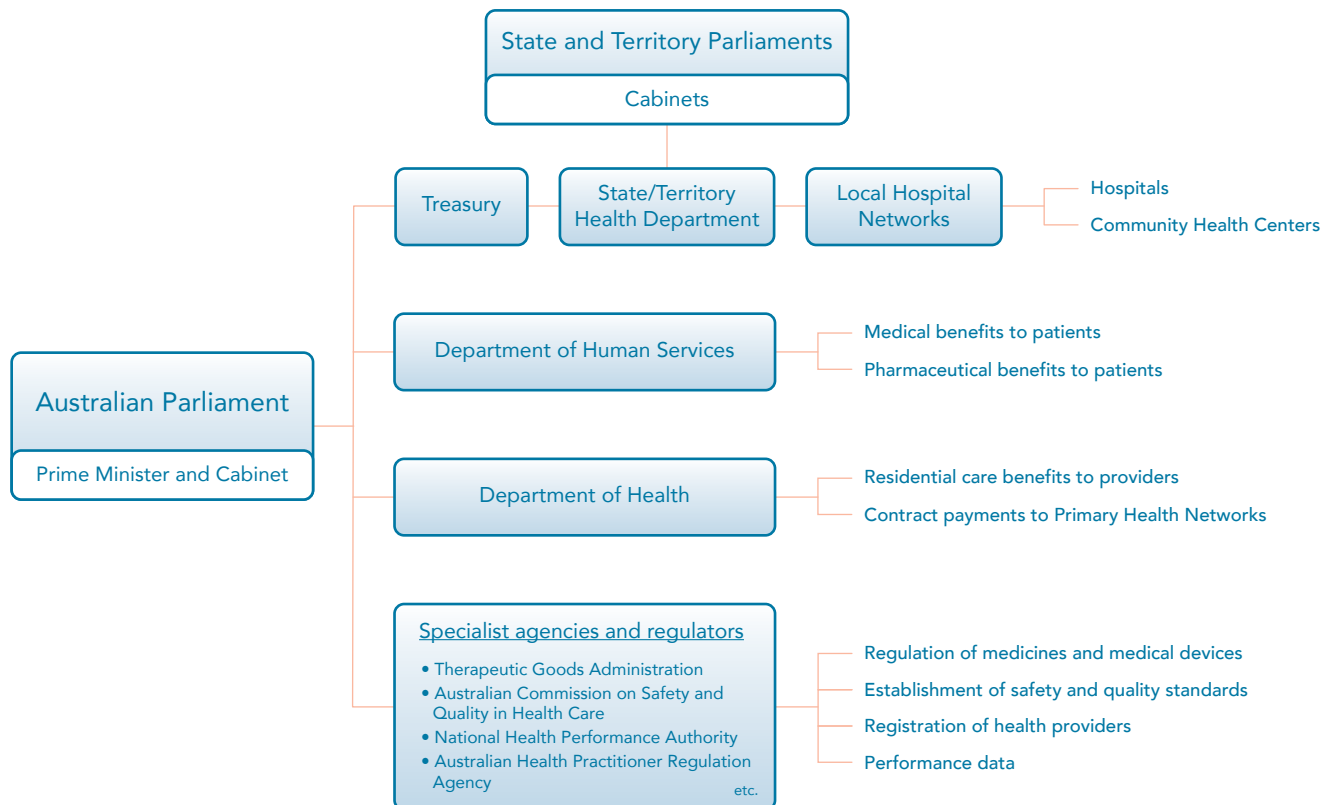 State and Territory Parliaments
Cabinets
Treasury
State/Territory
Health Department
Local Hospital
Networks
Hospitals
Community Health Centers
Department of Human Services
Medical benefits to patients
Pharmaceutical benefits to patients
Australian Parliament
Prime Minister and Cabinet
Department of Health
Residential care benefits to providers
Contract payments to Primary Health Networks
Specialist agencies and regulators
• Therapeutic Goods Administration
• Australian Commission on Safety and
Quality in Health Care
• National Health Performance Authority
• Australian Health Practitioner Regulation
Agency
etc.
Regulation of medicines and medical devices
Establishment of safety and quality standards
Registration of health providers
Performance data